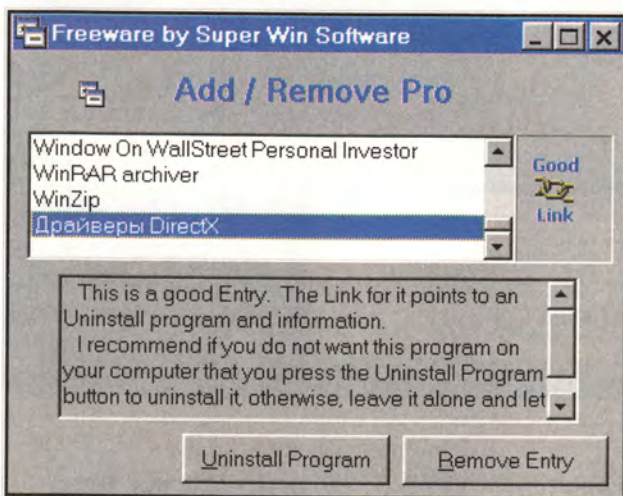 Freeware by Super Win Software
Add / Remove Pro
Window On WallStreet Personal Investor
WinRAR archiver
WinZip
Драйверы DirectX
Good
Link
This is a good Entry. The Link for it points to an
Uninstall program and information.
I recommend if you do not want this program on
your computer that you press the Uninstall Program
button to uninstall it, otherwise, leave it alone and let
Uninstall Program
Remove Entry